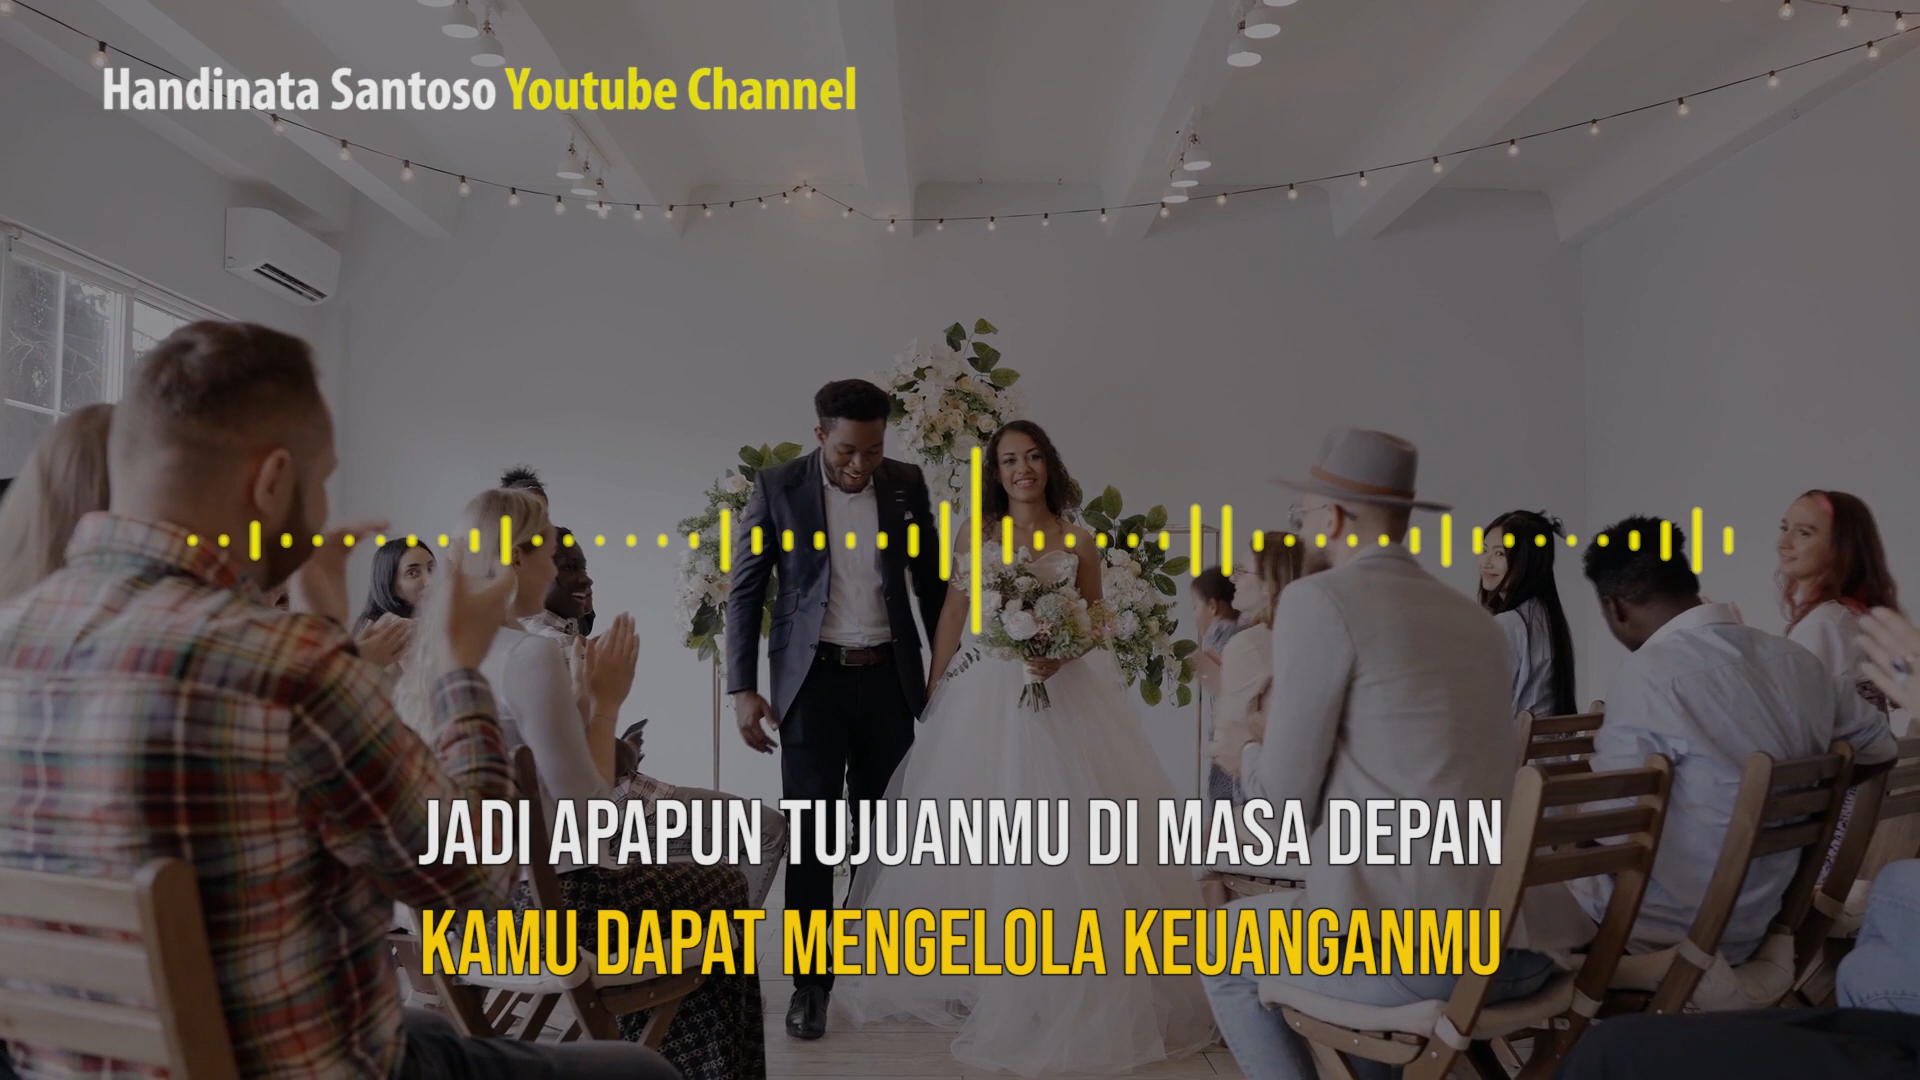 Handinata Santoso Youtube Channel
JADI APAPUN TUJUANMU DI MASA DEPAN
KAMU DAPAT MENGELOLA KEUANGANMU